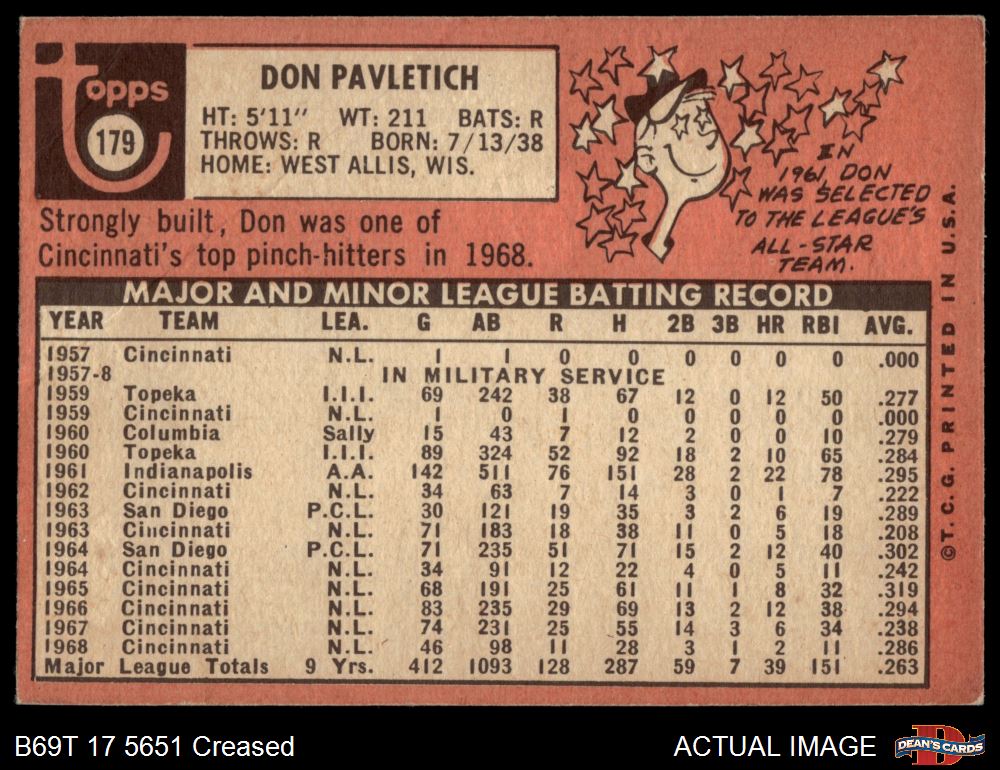 Topps
179
DON PAVLETICH
HT: 5'11" WT: 211 BATS: R
THROWS: R BORN: 7/13/38
HOME: WEST ALLIS, WIS.
IN
1961, DON
WAS SELECTED
TO THE LEAGUE'S
ALL-STAR
TEAM.
Strongly built, Don was one of
Cincinnati's top pinch-hitters in 1968.
MAJOR AND MINOR LEAGUE BATTING RECORD
YEAR TEAM LEA. G AB R H 2B 3B HR RBI AVG.
1957 Cincinnati N.L. 1 1 0 0 0 0 0 0 .000
1957-8 IN MILITARY SERVICE
1959 Topeka I.I.I. 69 242 38 67 12 0 12 50 .277
1959 Cincinnati N.L. 1 0 1 0 0 0 0 0 .000
1960 Columbia Sally 15 43 7 12 2 0 0 10 .279
1960 Topeka I.I.I. 89 324 52 92 18 2 10 65 .284
1961 Indianapolis A.A. 142 511 76 151 28 2 22 78 .295
1962 Cincinnati N.L. 34 63 7 14 3 0 1 7 .222
1963 San Diego P.C.L. 30 121 19 35 3 2 6 19 .289
1963 Cincinnati N.L. 71 183 18 38 11 0 5 18 .208
1964 San Diego P.C.L. 71 235 51 71 15 2 12 40 .302
1964 Cincinnati N.L. 34 91 12 22 4 0 5 11 .242
1965 Cincinnati N.L. 68 191 25 61 11 1 8 32 .319
1966 Cincinnati N.L. 83 235 29 69 13 2 12 38 .294
1967 Cincinnati N.L. 74 231 25 55 14 3 6 34 .238
1968 Cincinnati N.L. 46 98 11 28 3 1 2 11 .286
Major League Totals 9 Yrs. 412 1093 128 287 59 7 39 151 .263
©T.C.G. PRINTED IN U.S.A.
B69T 17 5651 Creased
ACTUAL IMAGE
DEAN'S CARDS